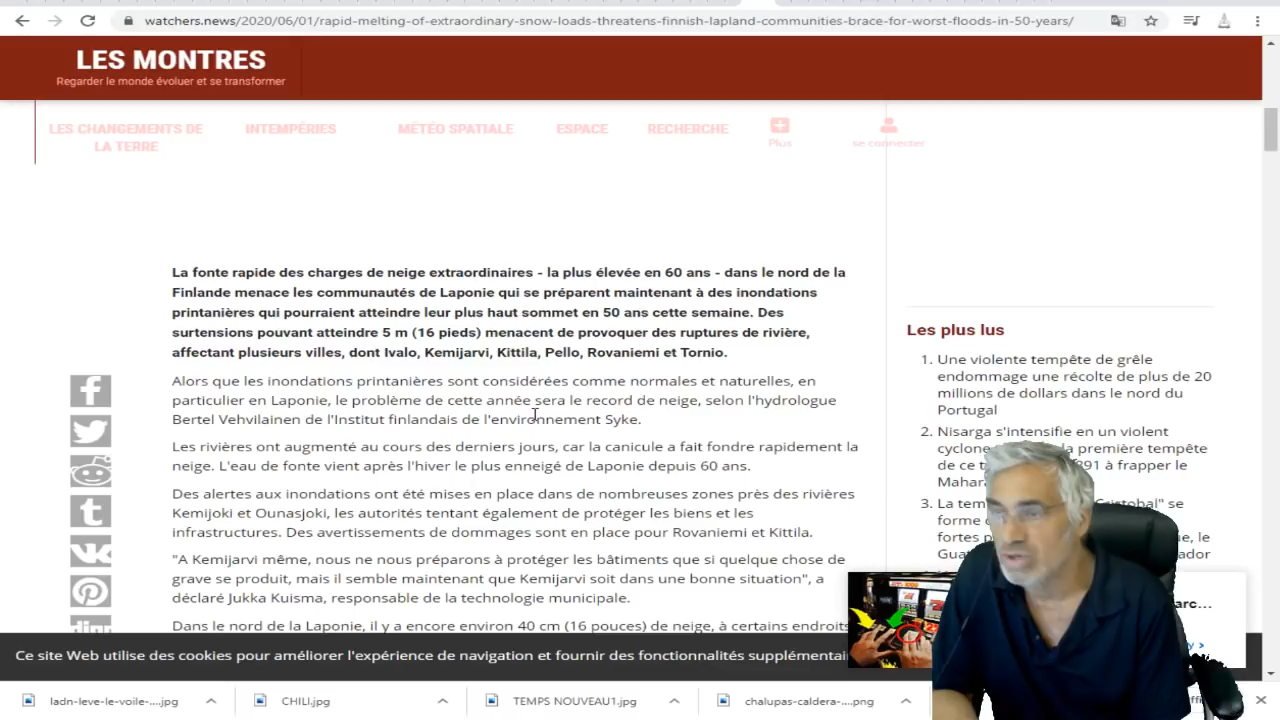 watchers.news/2020/06/01/rapid-melting-of-extraordinary-snow-loads-threatens-finnish-lapland-communities-brace-for-worst-floods-in-50-years/
LES MONTRES
Regarder le monde évoluer et se transformer
LES CHANGEMENTS DE
LA TERRE
INTEMPÉRIES
MÉTÉO SPATIALE
ESPACE
RECHERCHE
Plus
se connecter
La fonte rapide des charges de neige extraordinaires - la plus élevée en 60 ans - dans le nord de la
Finlande menace les communautés de Laponie qui se préparent maintenant à des inondations
printanières qui pourraient atteindre leur plus haut sommet en 50 ans cette semaine. Des
surtensions pouvant atteindre 5 m (16 pieds) menacent de provoquer des ruptures de rivière,
affectant plusieurs villes, dont Ivalo, Kemijarvi, Kittila, Pello, Rovaniemi et Tornio.
Alors que les inondations printanières sont considérées comme normales et naturelles, en
particulier en Laponie, le problème de cette année sera le record de neige, selon l'hydrologue
Bertel Vehvilainen de l'Institut finlandais de l'environnement Syke.
Les rivières ont augmenté au cours des derniers jours, car la canicule a fait fondre rapidement la
neige. L'eau de fonte vient après l'hiver le plus enneigé de Laponie depuis 60 ans.
Des alertes aux inondations ont été mises en place dans de nombreuses zones près des rivières
Kemijoki et Ounasjoki, les autorités tentant également de protéger les biens et les
infrastructures. Des avertissements de dommages sont en place pour Rovaniemi et Kittila.
"A Kemijarvi même, nous ne nous préparons à protéger les bâtiments que si quelque chose de
grave se produit, mais il semble maintenant que Kemijarvi soit dans une bonne situation", a
déclaré Jukka Kuisma, responsable de la technologie municipale.
Dans le nord de la Laponie, il y a encore environ 40 cm (16 pouces) de neige, à certains endroits
Les plus lus
1. Une violente tempête de grêle
endommage une récolte de plus de 20
millions de dollars dans le nord du
Portugal
2. Nisarga s'intensifie en un violent
cyclone la première tempête
de ce 891 à frapper le
Mahar
3. La tem Cristobal" se
forme
fortes que, le
Gua ador
arc...
Ce site Web utilise des cookies pour améliorer l'expérience de navigation et fournir des fonctionnalités supplémentai
ladn-leve-le-voile-....jpg
CHILI.jpg
TEMPS NOUVEAU1.jpg
chalupas-caldera-....png